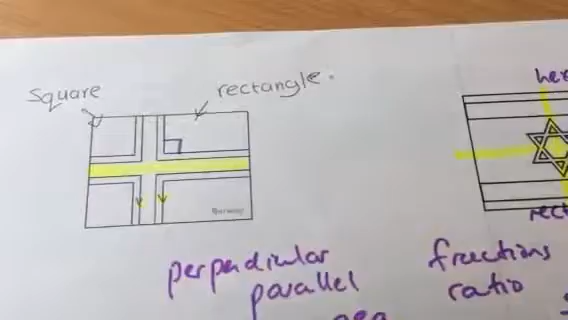 Square
rectangle.
Norway
perpendicular
parallel
fractions
ratio